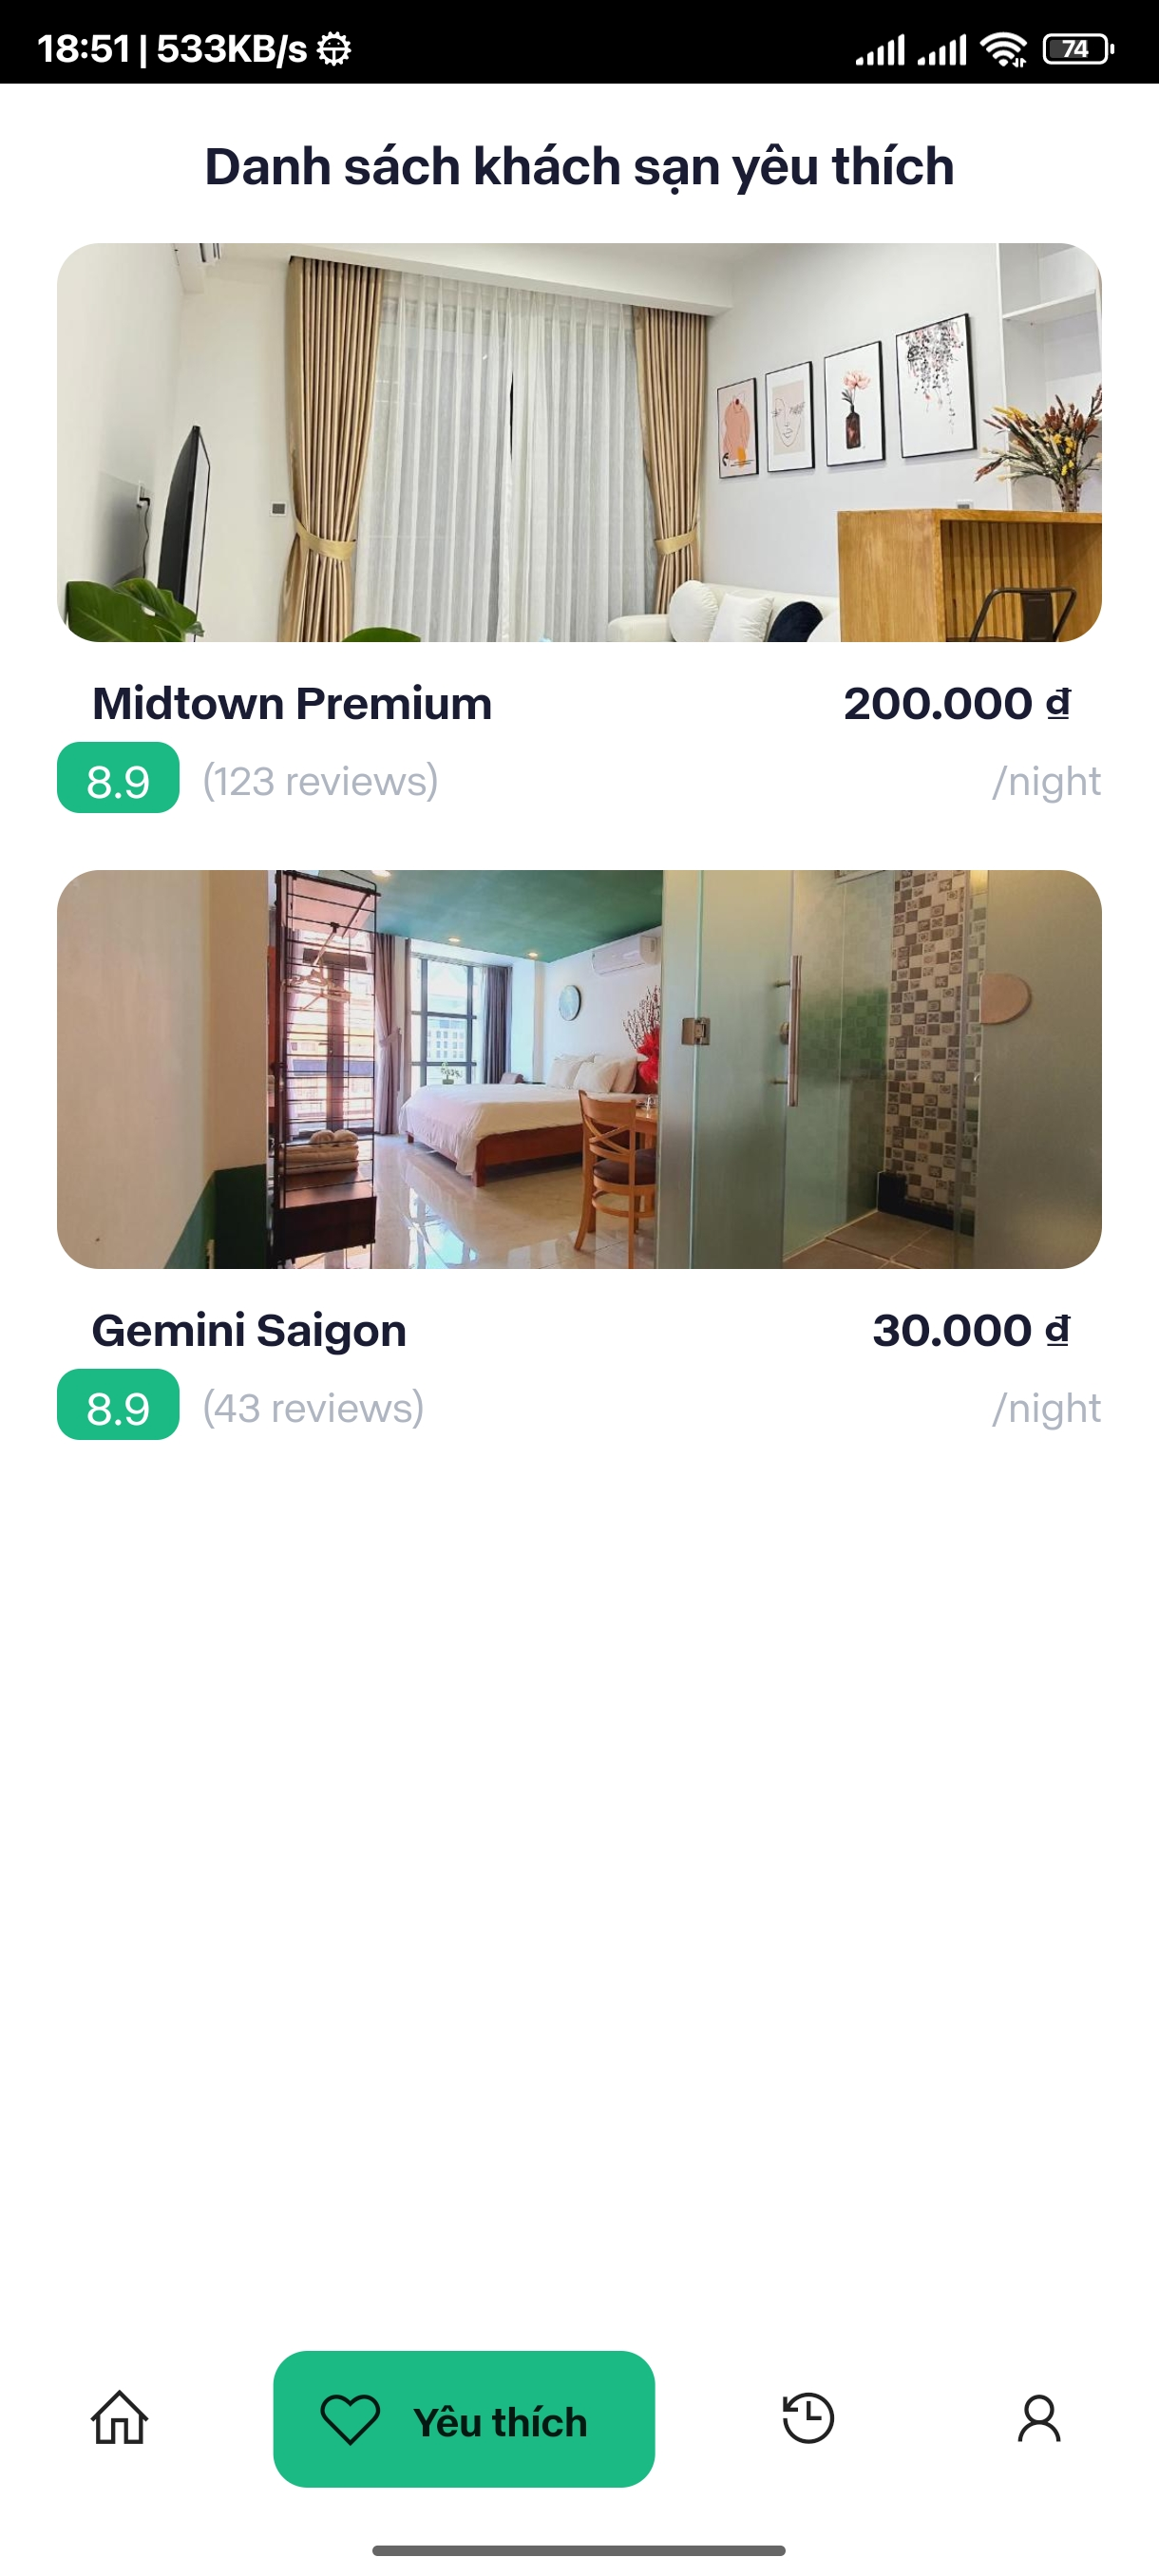 18:51 | 533KB/s
74
Danh sách khách sạn yêu thích
Midtown Premium
200.000 ₫
8.9 (123 reviews)
/night
Gemini Saigon
30.000 ₫
8.9 (43 reviews)
/night
Yêu thích